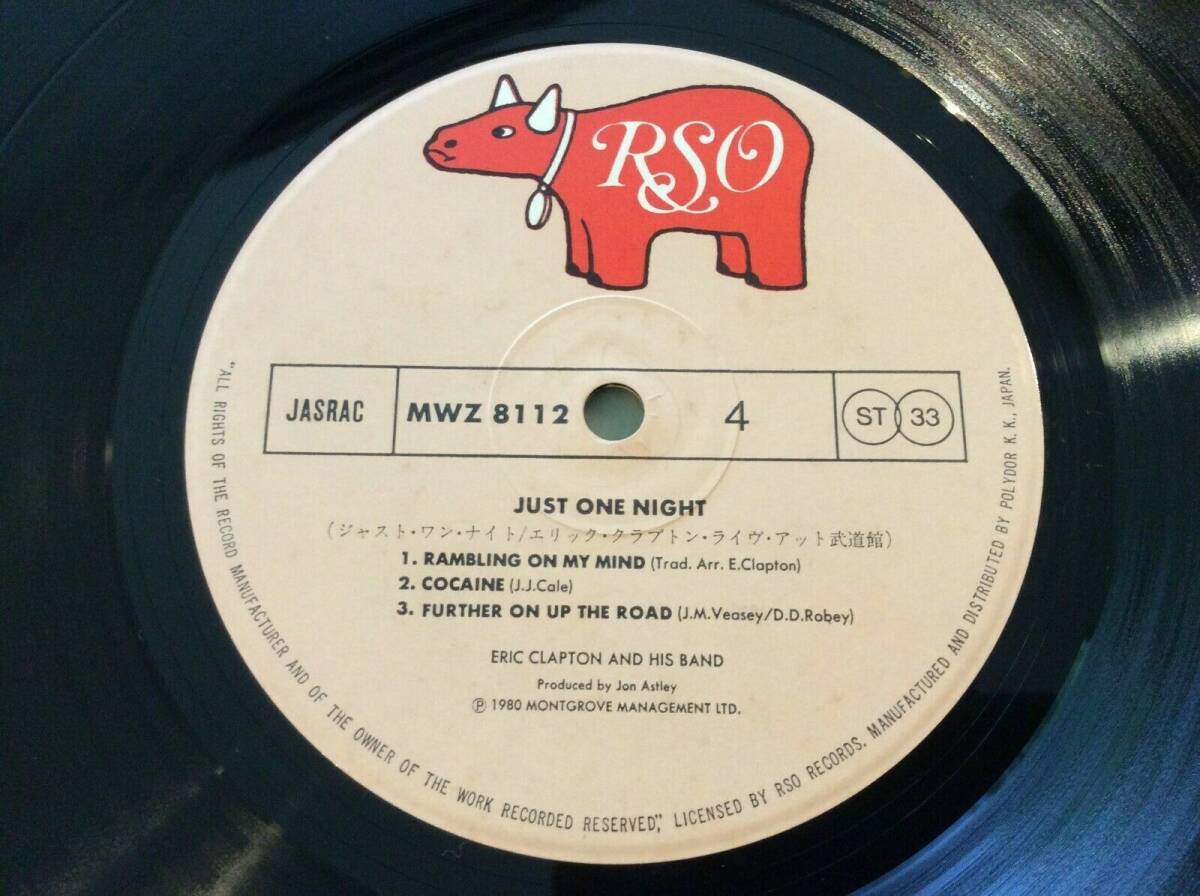 RSO
JASRAC MWZ 8112 4 ST 33
JUST ONE NIGHT
(ジャスト・ワン・ナイト/エリック・クラプトン・ライヴ・アット武道館)
1. RAMBLING ON MY MIND (Trad. Arr. E.Clapton)
2. COCAINE (J.J.Cale)
3. FURTHER ON UP THE ROAD (J.M.Veasey/D.D.Robey)
ERIC CLAPTON AND HIS BAND
Produced by Jon Astley
℗ 1980 MONTGROVE MANAGEMENT LTD.
"ALL RIGHTS OF THE RECORD MANUFACTURER AND OF THE OWNER OF THE WORK RECORDED RESERVED," LICENSED BY RSO RECORDS. MANUFACTURED AND DISTRIBUTED BY POLYDOR K.K., JAPAN.